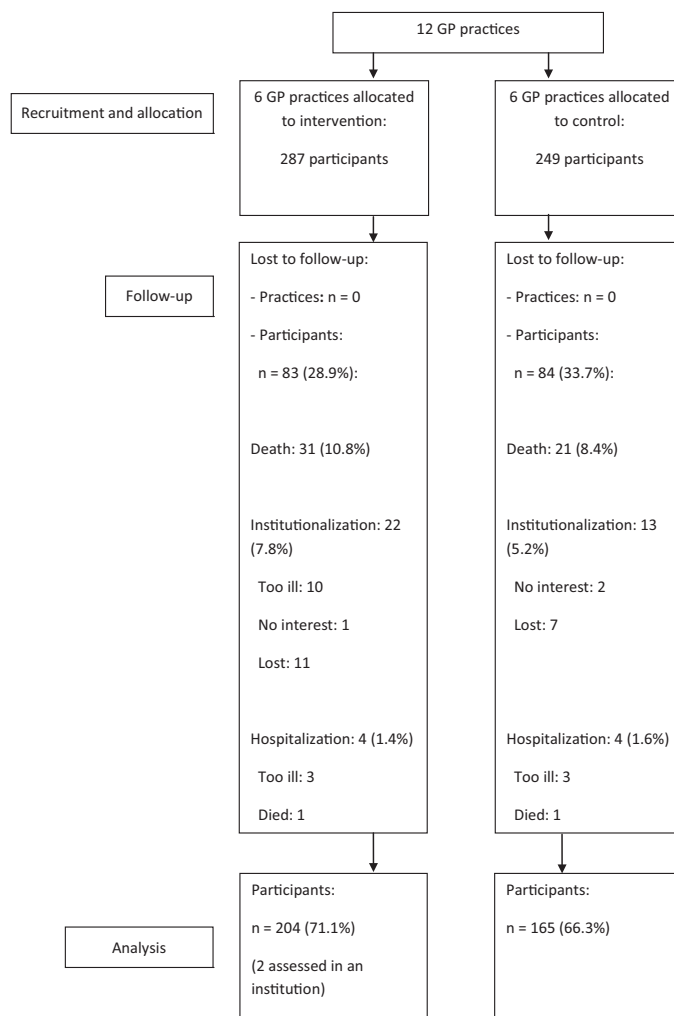 12 GP practices
Recruitment and allocation
6 GP practices allocated
to intervention:
287 participants
6 GP practices allocated
to control:
249 participants
Follow-up
Lost to follow-up:
- Practices: n = 0
- Participants:
n = 83 (28.9%):
Death: 31 (10.8%)
Institutionalization: 22
(7.8%)
Too ill: 10
No interest: 1
Lost: 11
Hospitalization: 4 (1.4%)
Too ill: 3
Died: 1
Lost to follow-up:
- Practices: n = 0
- Participants:
n = 84 (33.7%):
Death: 21 (8.4%)
Institutionalization: 13
(5.2%)
No interest: 2
Lost: 7
Hospitalization: 4 (1.6%)
Too ill: 3
Died: 1
Analysis
Participants:
n = 204 (71.1%)
(2 assessed in an
institution)
Participants:
n = 165 (66.3%)